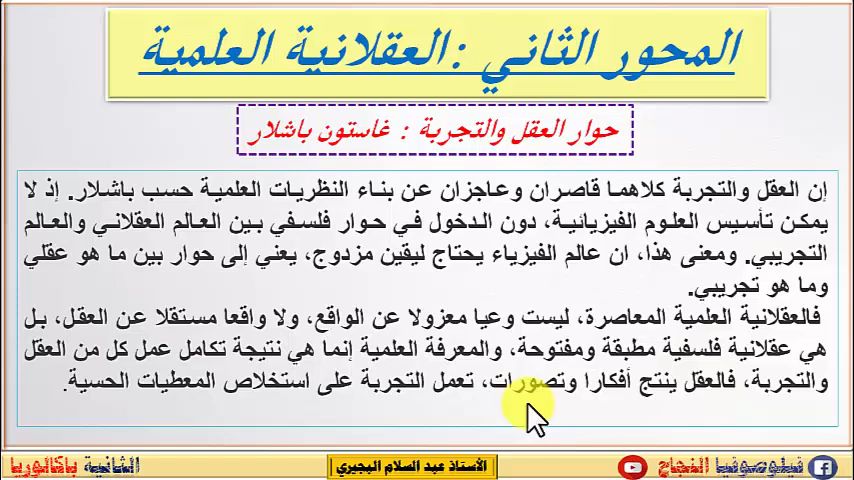 المحور الثاني :العقلانية العلمية
حوار العقل والتجربة : غاستون باشلار
إن العقل والتجربة كلاهما قاصران وعاجزان عن بناء النظريات العلمية حسب باشلار. إذ لا
يمكن تأسيس العلوم الفيزيائية، دون الدخول في حوار فلسفي بين العالم العقلاني والعالم
التجريبي. ومعنى هذا، ان عالم الفيزياء يحتاج ليقين مزدوج، يعني إلى حوار بين ما هو عقلي
وما هو تجريبي.
فالعقلانية العلمية المعاصرة، ليست وعيا معزولا عن الواقع، ولا واقعا مستقلا عن العقل، بل
هي عقلانية فلسفية مطبقة ومفتوحة، والمعرفة العلمية إنما هي نتيجة تكامل عمل كل من العقل
والتجربة، فالعقل ينتج أفكارا وتصورات، تعمل التجربة على استخلاص المعطيات الحسية.
فيلوصوفيا النجاح
الأستاذ عبد السلام البجيري
الثانية باكالوريا